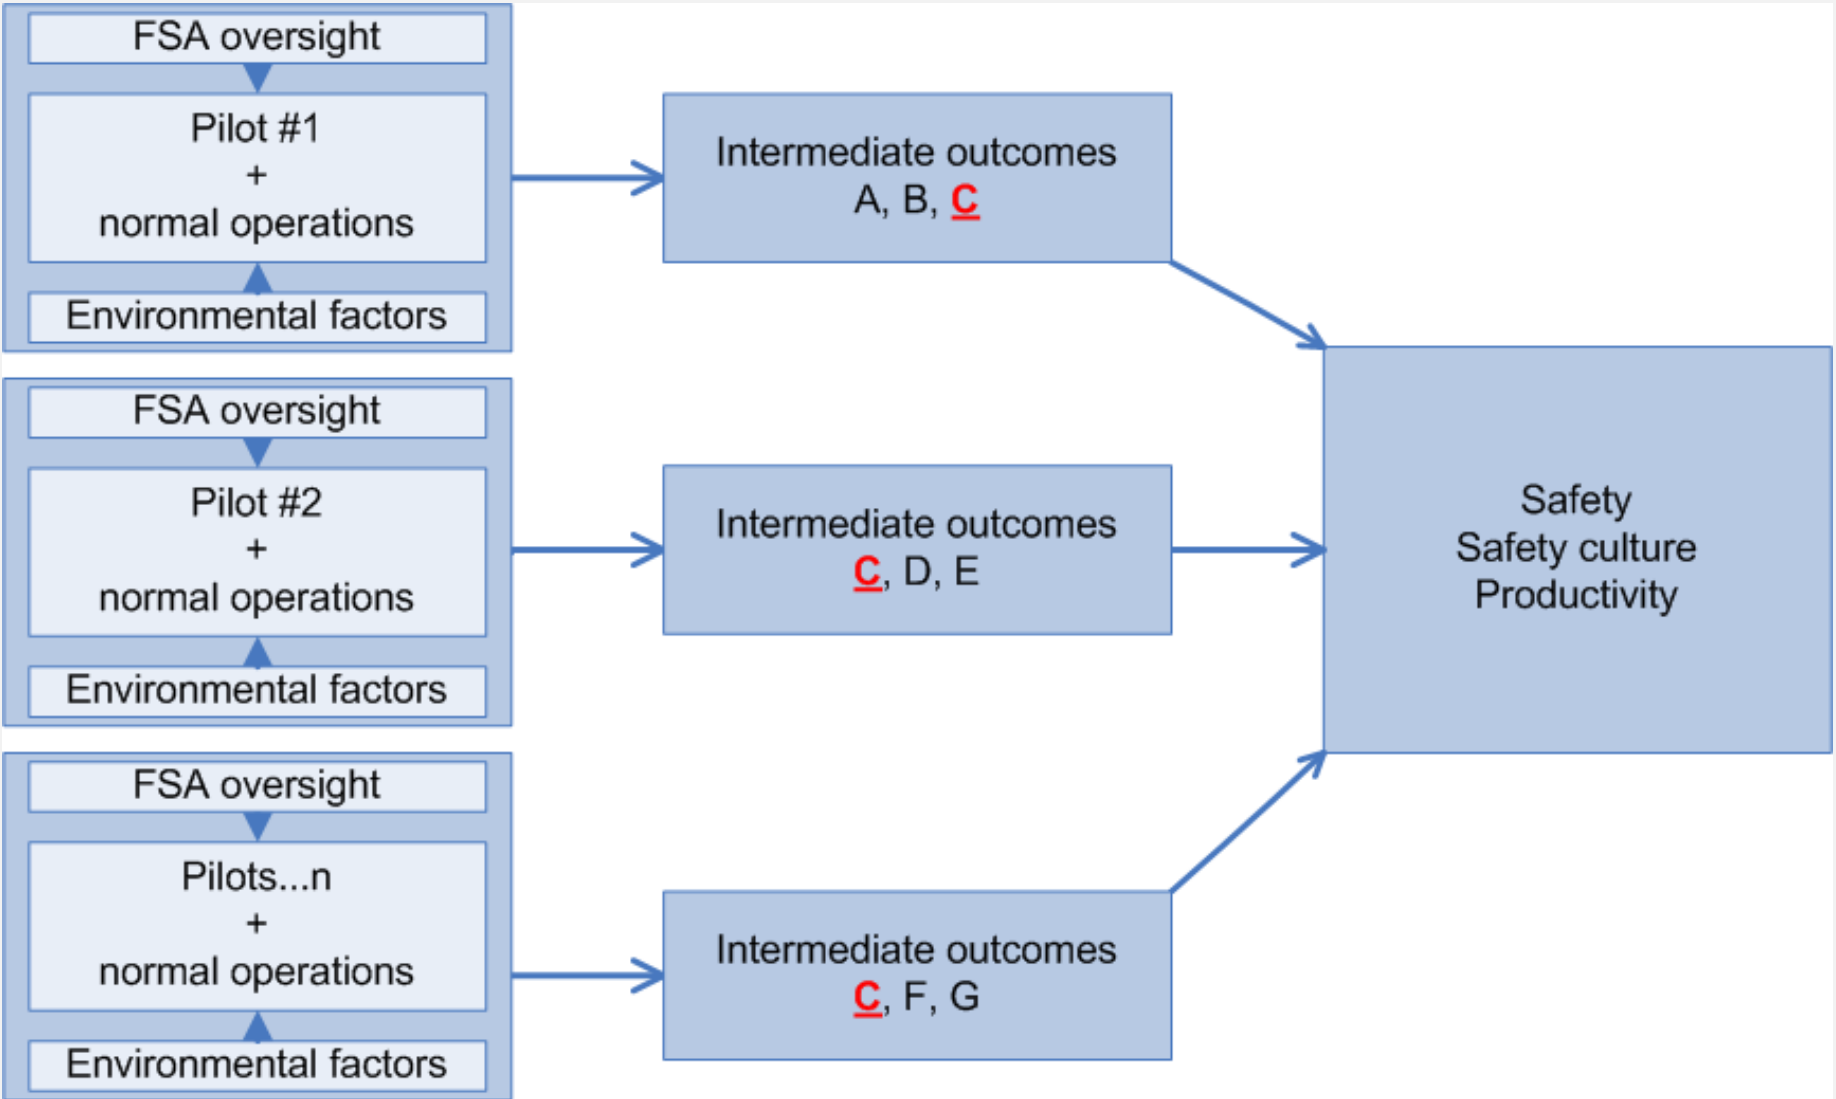 FSA oversight
Pilot #1
+
normal operations
Environmental factors
Intermediate outcomes
A, B, C
FSA oversight
Pilot #2
+
normal operations
Environmental factors
Intermediate outcomes
C, D, E
FSA oversight
Pilots...n
+
normal operations
Environmental factors
Intermediate outcomes
C, F, G
Safety
Safety culture
Productivity